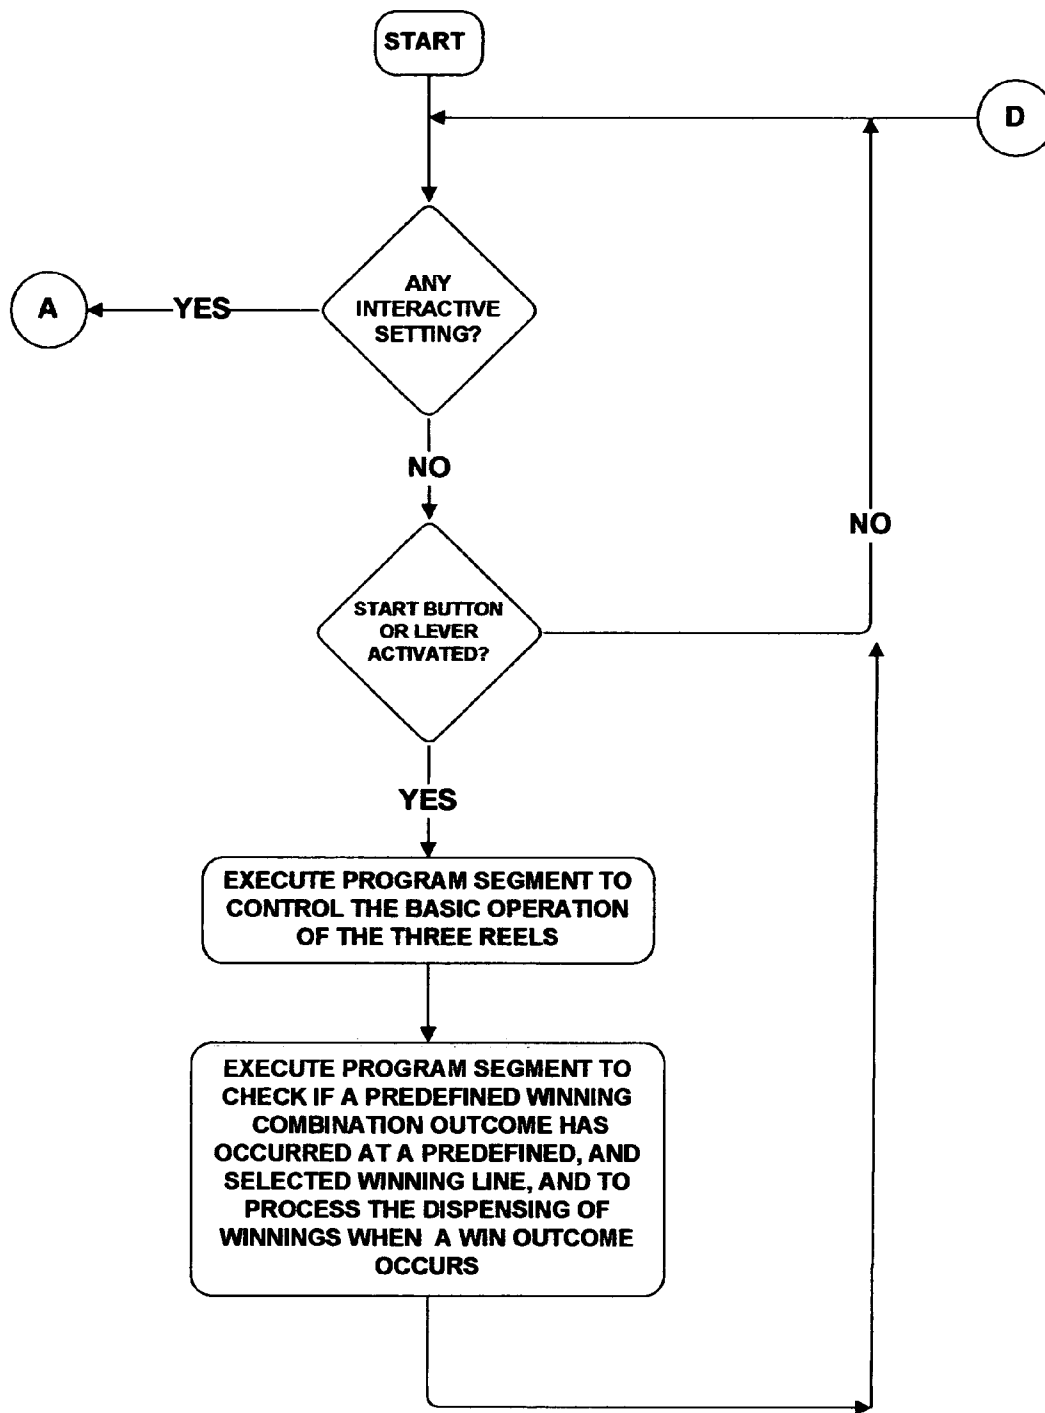 START
D
ANY
INTERACTIVE
SETTING?
A
YES
NO
NO
START BUTTON
OR LEVER
ACTIVATED?
YES
EXECUTE PROGRAM SEGMENT TO
CONTROL THE BASIC OPERATION
OF THE THREE REELS
EXECUTE PROGRAM SEGMENT TO
CHECK IF A PREDEFINED WINNING
COMBINATION OUTCOME HAS
OCCURRED AT A PREDEFINED, AND
SELECTED WINNING LINE, AND TO
PROCESS THE DISPENSING OF
WINNINGS WHEN A WIN OUTCOME
OCCURS